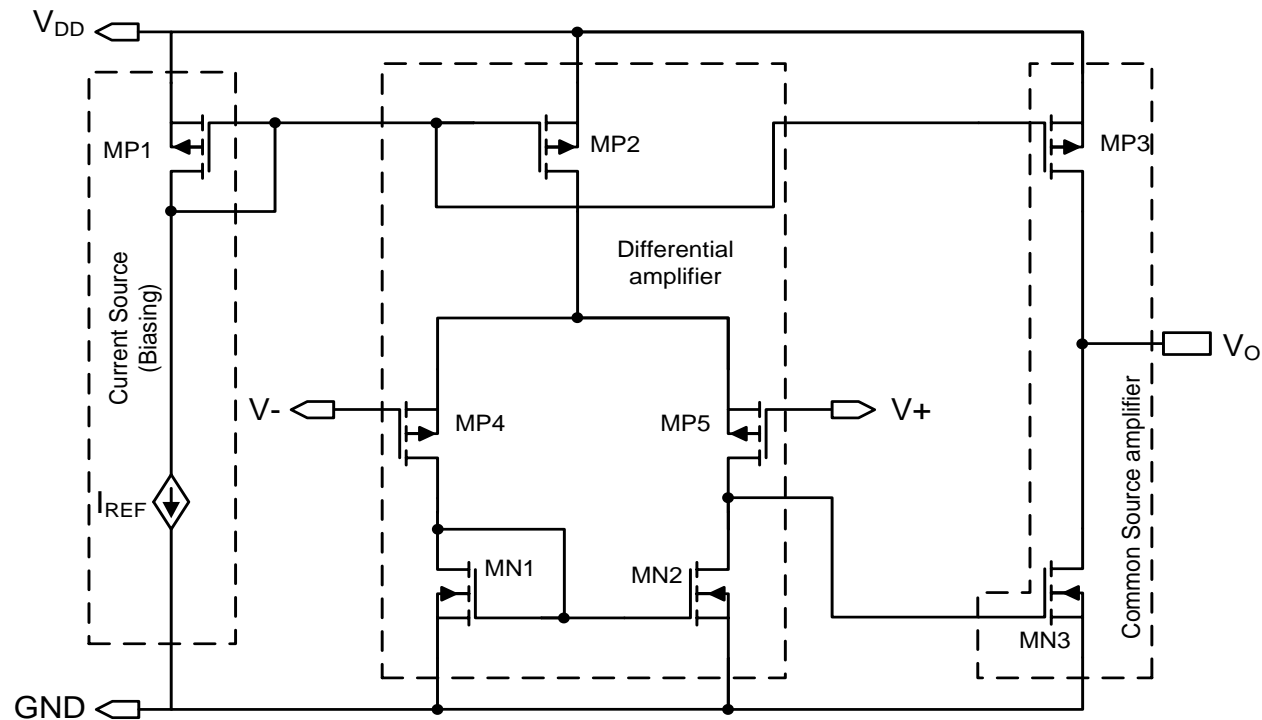 VDD
MP1
MP2
MP3
Differential
amplifier
Current Source
(Biasing)
V-
MP4
MP5
V+
VO
IREF
MN1
MN2
MN3
Common Source amplifier
GND